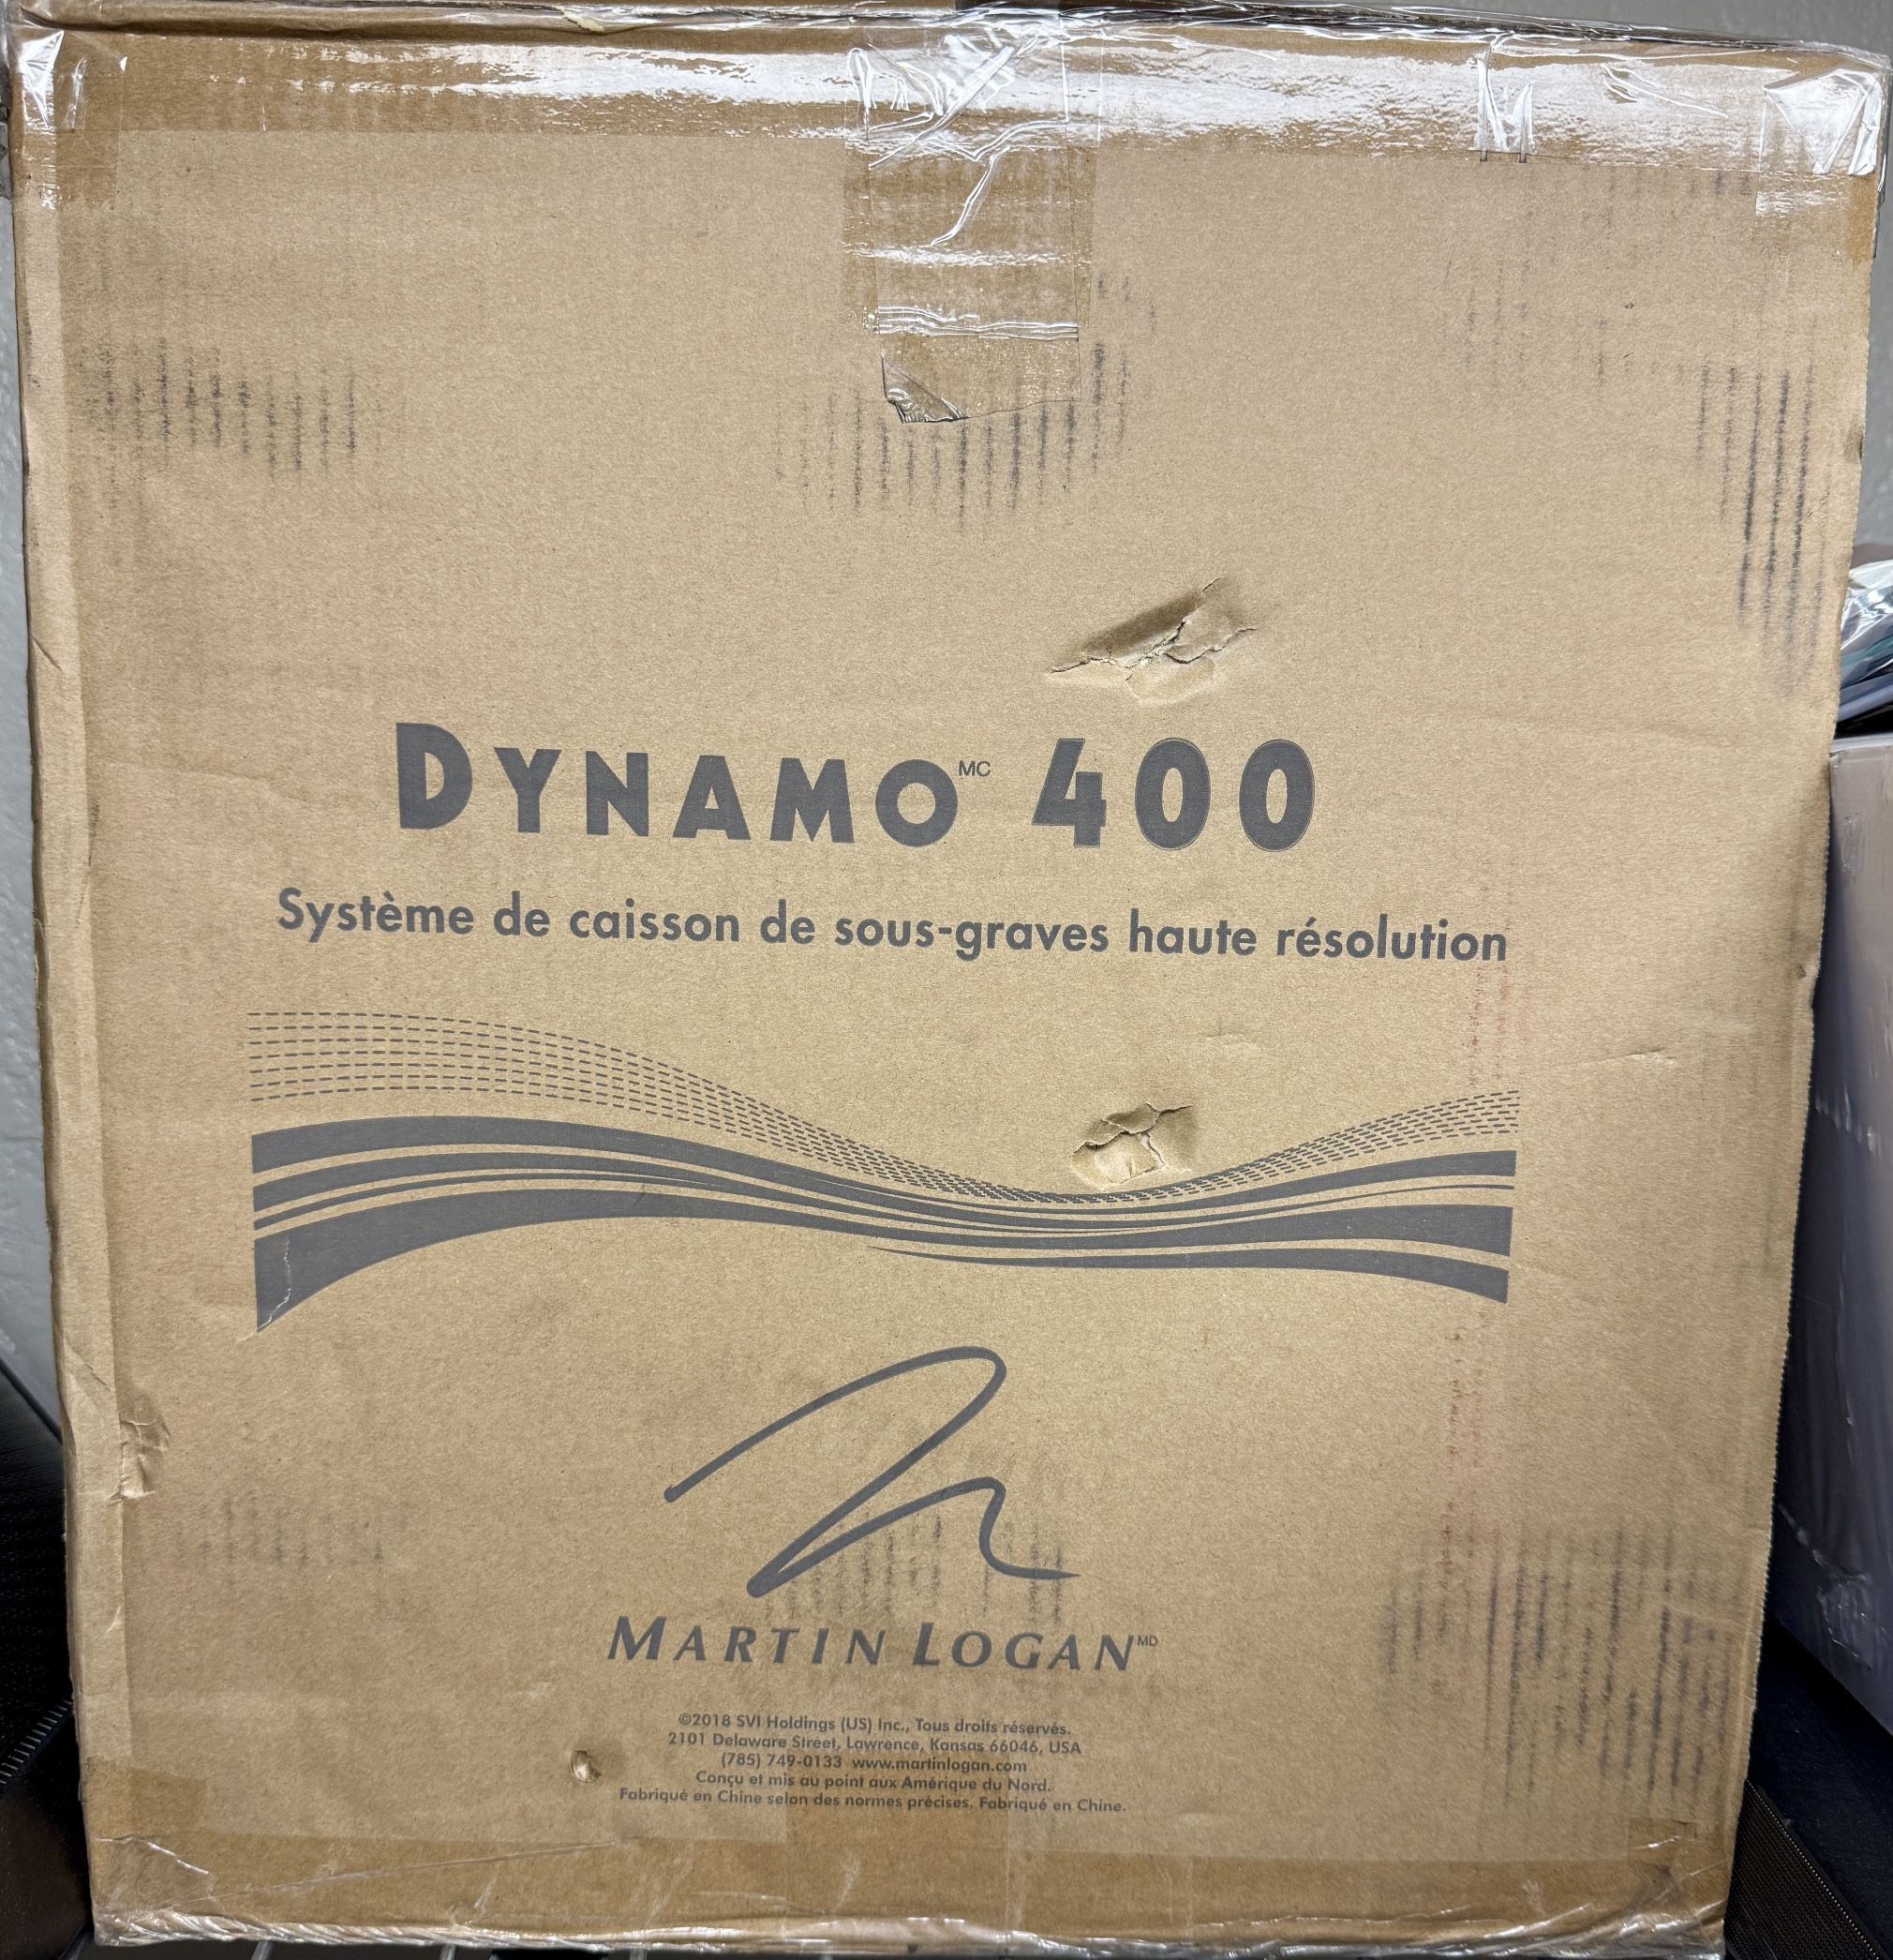 DYNAMO MC 400
Système de caisson de sous-graves haute résolution
MARTIN LOGAN MD
©2018 SVI Holdings (US) Inc., Tous droits réservés.
2101 Delaware Street, Lawrence, Kansas 66046, USA
(785) 749-0133 www.martinlogan.com
Conçu et mis au point aux Amérique du Nord.
Fabriqué en Chine selon des normes précises. Fabriqué en Chine.